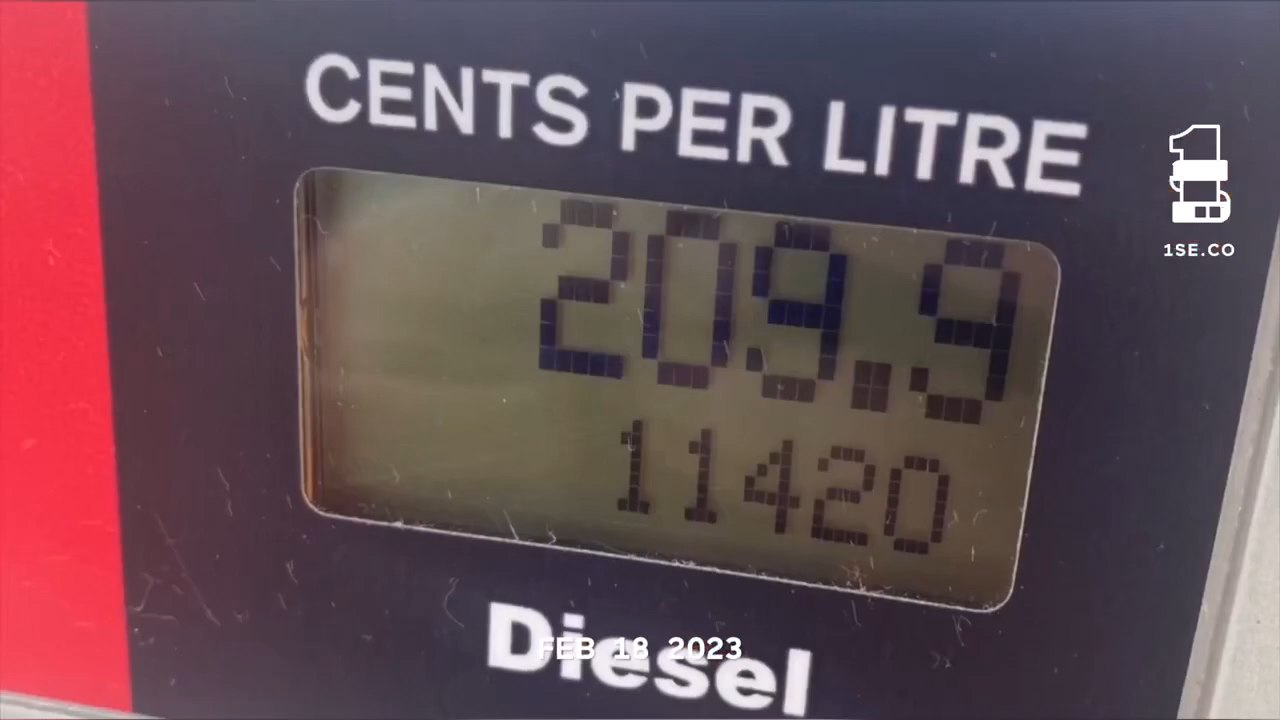 CENTS PER LITRE
209.9
11420
Diesel
FEB 18 2023
1SE.CO